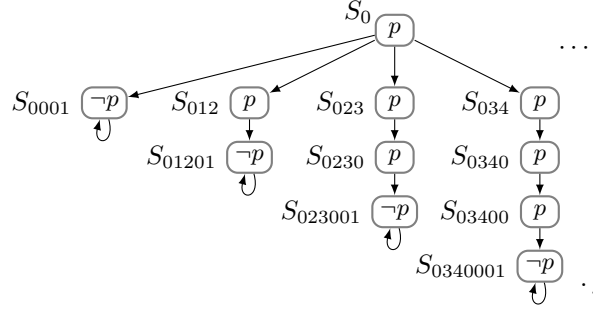 S₀ p ...
S₀₀₀₁ ¬p S₀₁₂ p S₀₂₃ p S₀₃₄ p
S₀₁₂₀₁ ¬p S₀₂₃₀ p S₀₃₄₀ p
S₀₂₃₀₀₁ ¬p S₀₃₄₀₀ p
S₀₃₄₀₀₀₁ ¬p